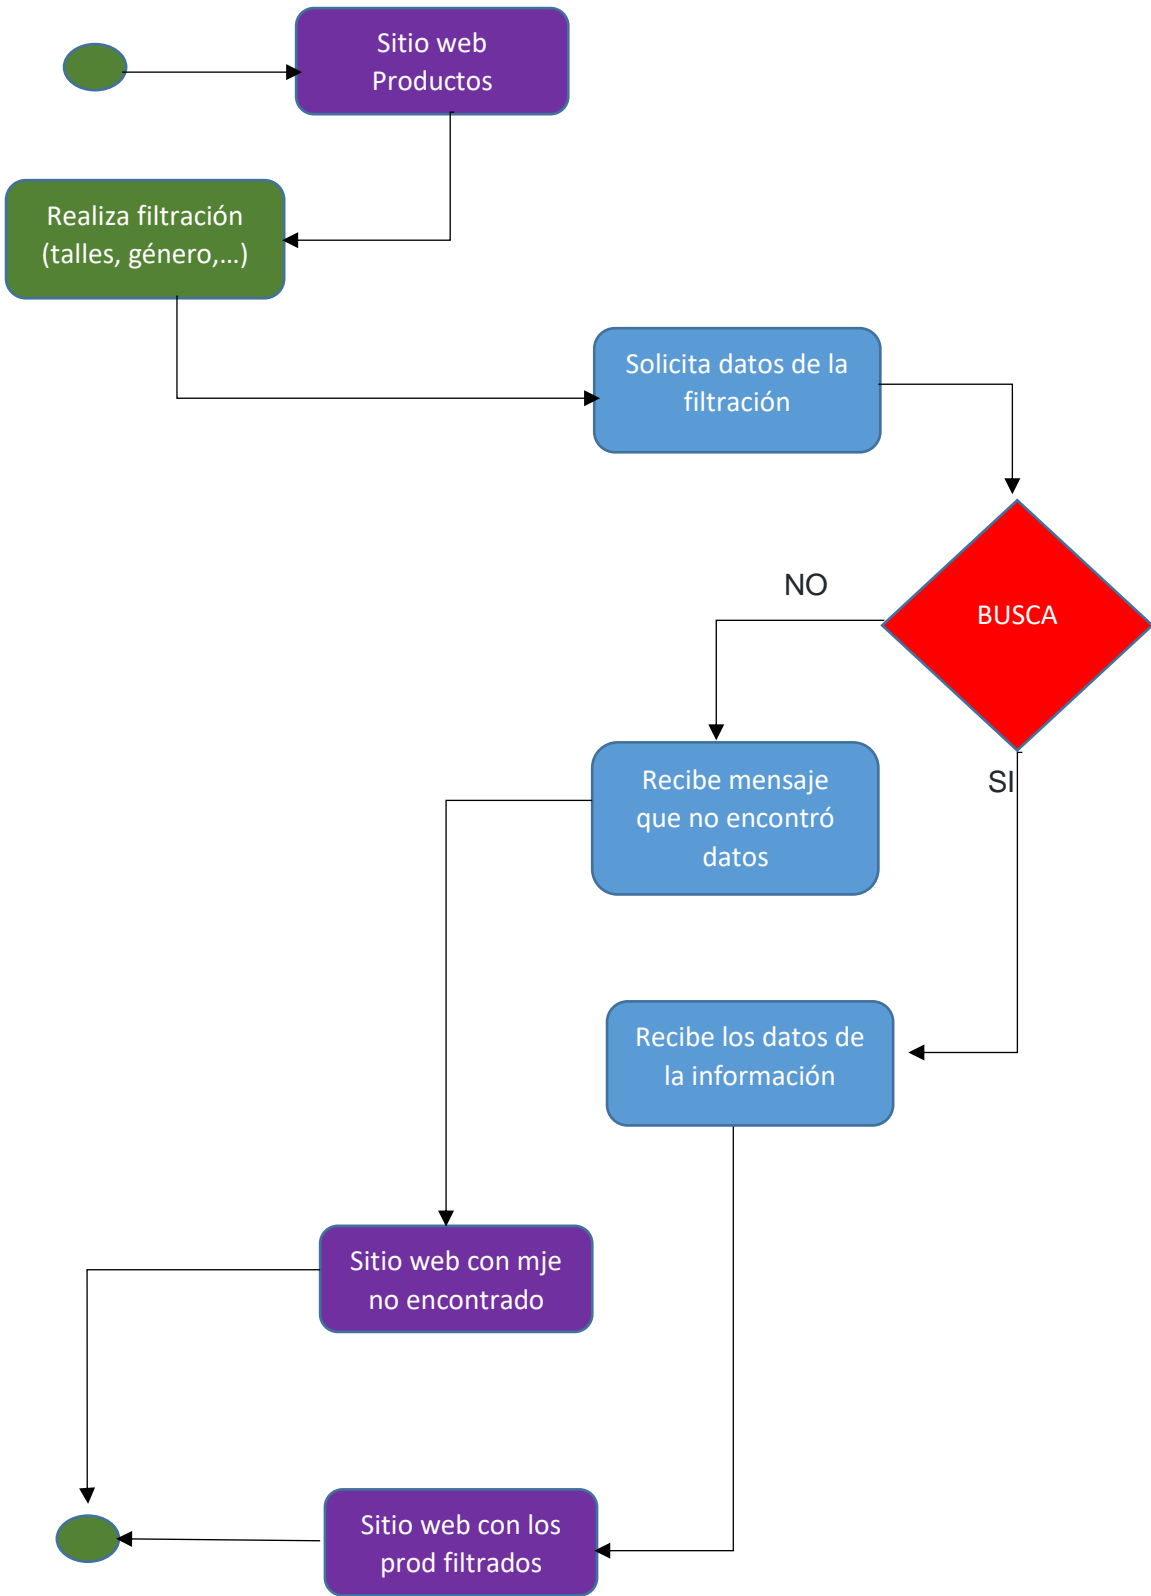 Sitio web
Productos
Realiza filtración
(talles, género,...)
Solicita datos de la
filtración
NO
BUSCA
Recibe mensaje
que no encontró
datos
SI
Recibe los datos de
la información
Sitio web con mje
no encontrado
Sitio web con los
prod filtrados